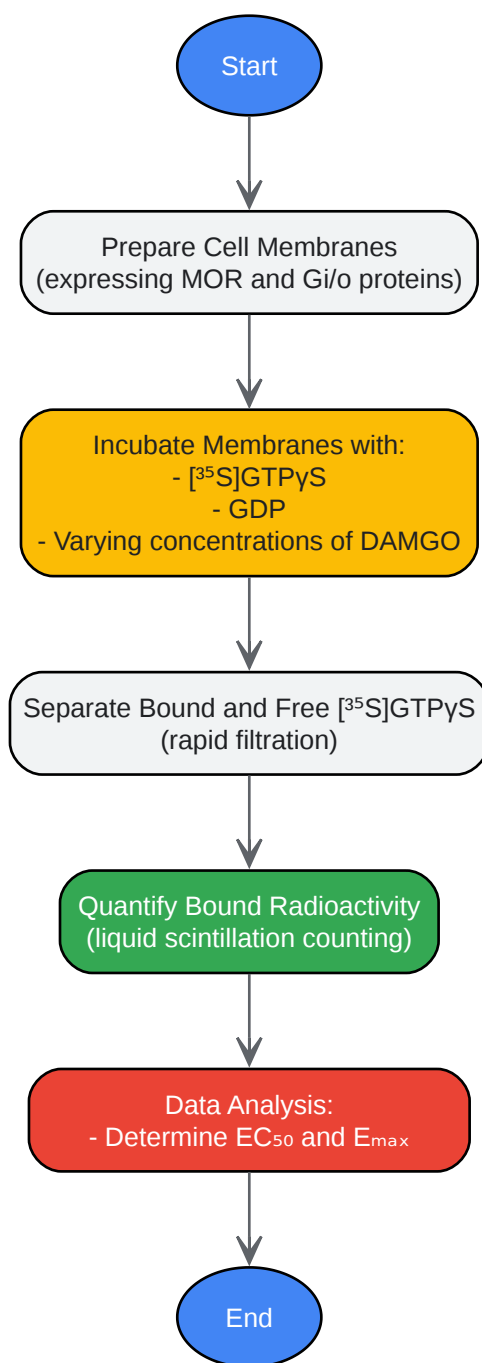 Start
Prepare Cell Membranes
(expressing MOR and Gi/o proteins)
Incubate Membranes with:
- [³⁵S]GTPγS
- GDP
- Varying concentrations of DAMGO
Separate Bound and Free [³⁵S]GTPγS
(rapid filtration)
Quantify Bound Radioactivity
(liquid scintillation counting)
Data Analysis:
- Determine EC₅₀ and Eₘₐₓ
End